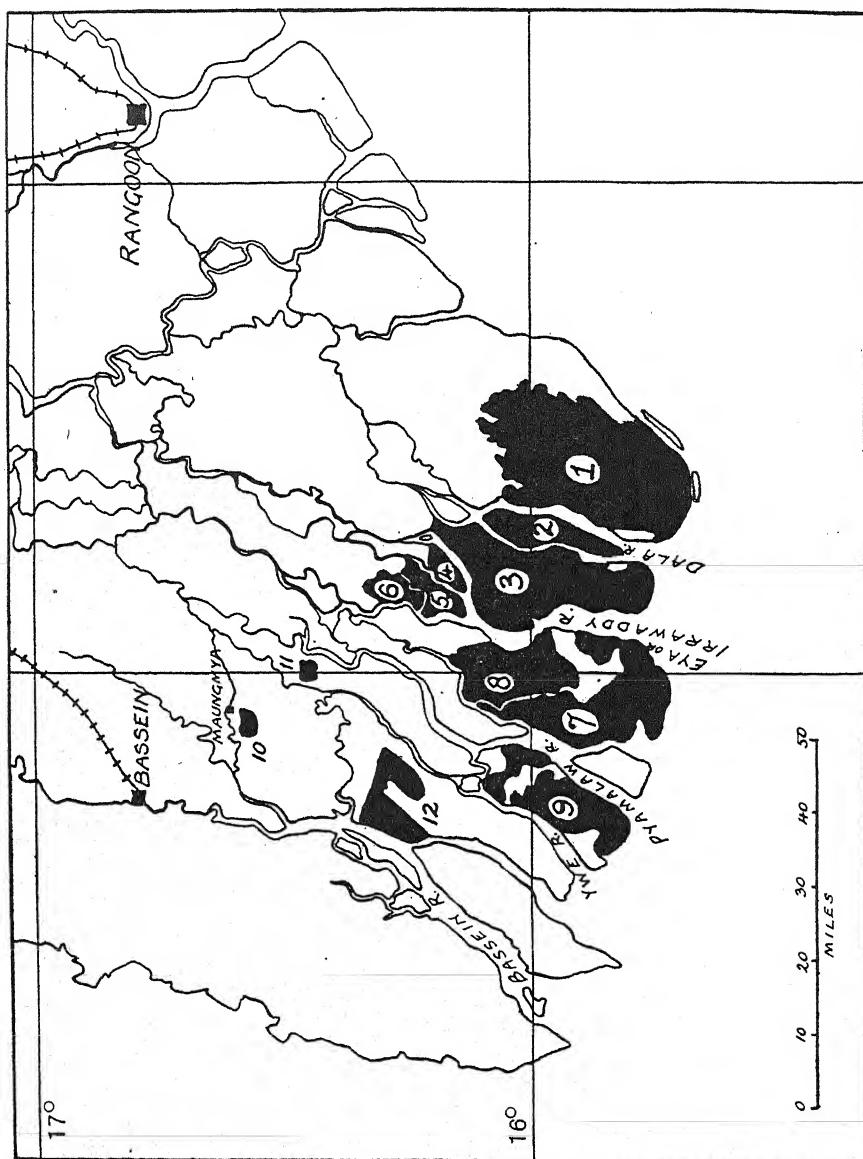 17°
16°
RANGOON
BASSEIN
MAUNGMYA
10
11
12
1
2
3
4
5
6
7
8
9
BASSEIN R.
YWE R.
PYAMALAW R.
EYA OR
IRRAWADDY R.
DALA R.
0 10 20 30 40 50
MILES